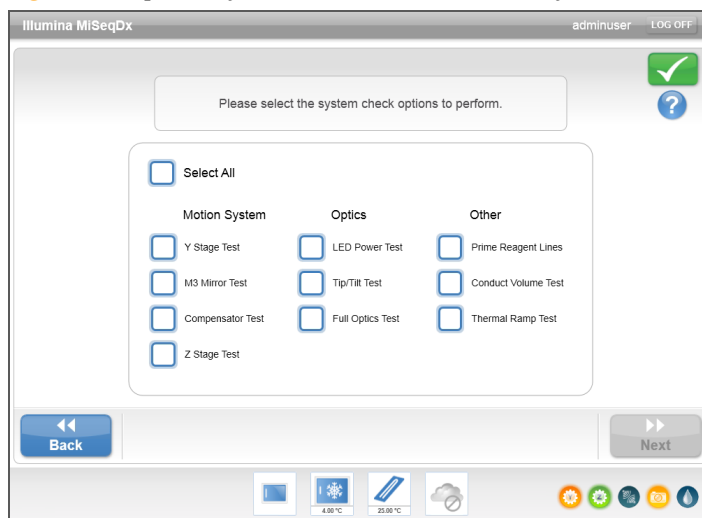 Illumina MiSeqDx adminuser LOG OFF
Please select the system check options to perform.
?
Select All
Motion System Optics Other
Y Stage Test LED Power Test Prime Reagent Lines
M3 Mirror Test Tip/Tilt Test Conduct Volume Test
Compensator Test Full Optics Test Thermal Ramp Test
Z Stage Test
Back Next
4.00 °C 25.00 °C